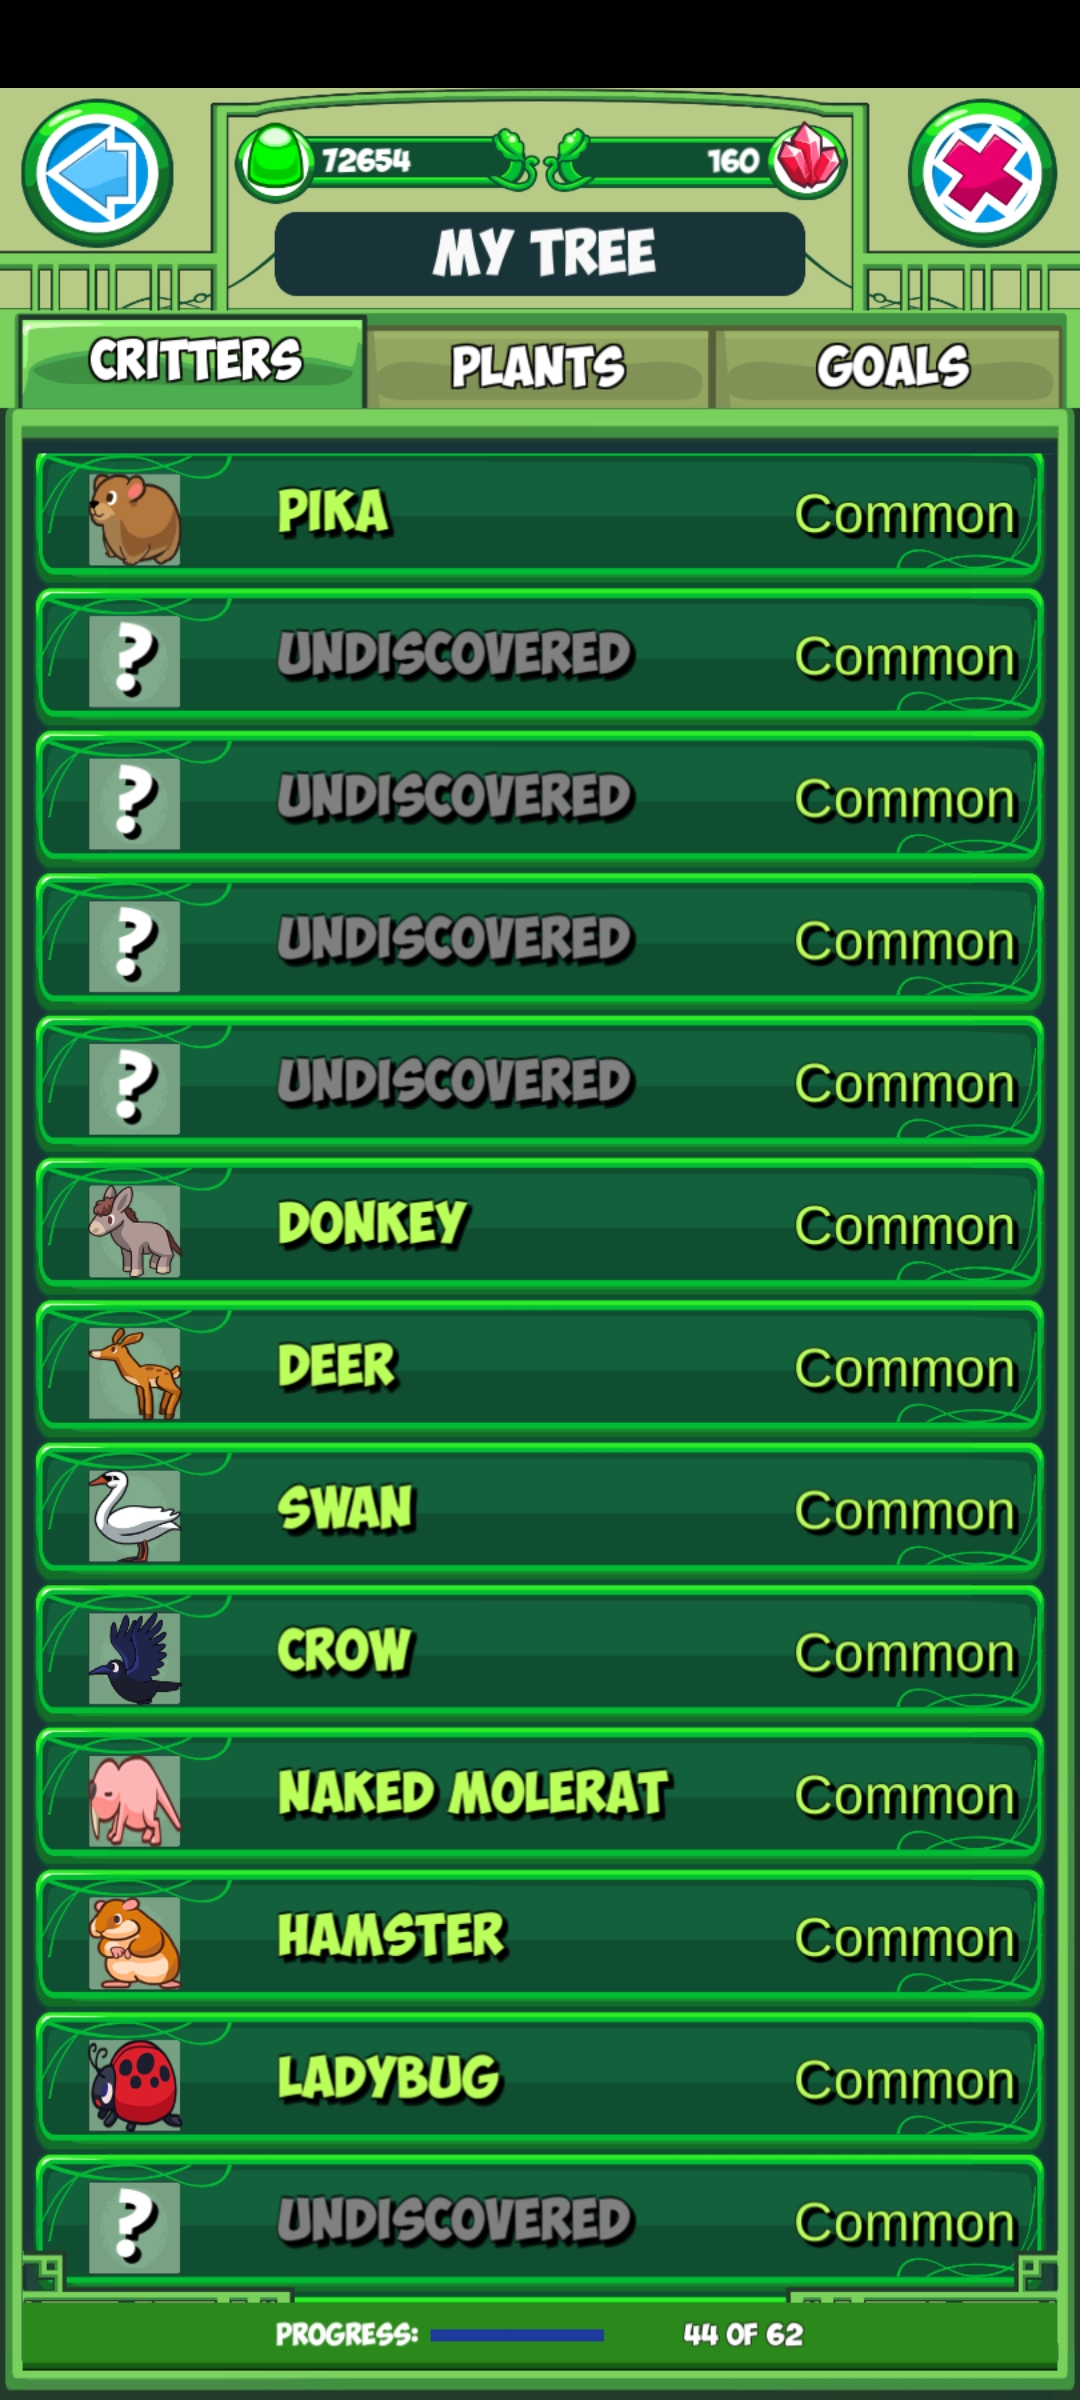 72654
160
MY TREE
CRITTERS
PLANTS
GOALS
PIKA Common
? UNDISCOVERED Common
? UNDISCOVERED Common
? UNDISCOVERED Common
? UNDISCOVERED Common
DONKEY Common
DEER Common
SWAN Common
CROW Common
NAKED MOLERAT Common
HAMSTER Common
LADYBUG Common
? UNDISCOVERED Common
PROGRESS: 44 OF 62